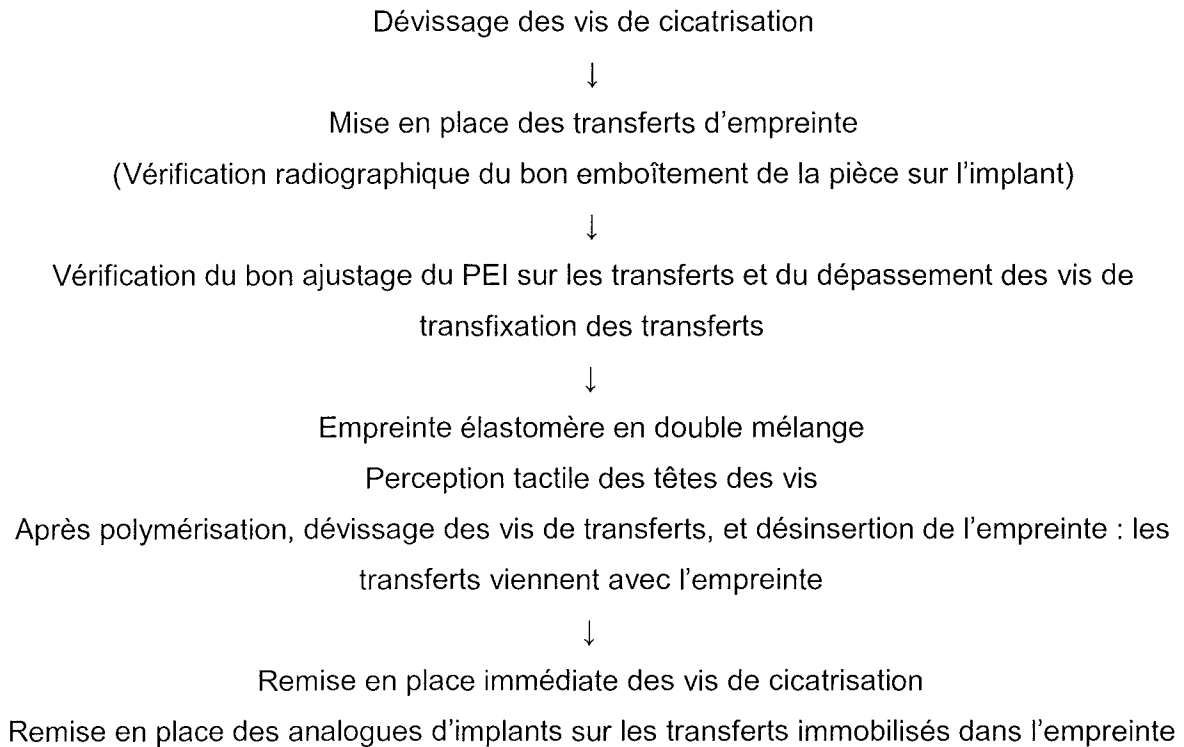 Dévissage des vis de cicatrisation
↓
Mise en place des transferts d'empreinte
(Vérification radiographique du bon emboîtement de la pièce sur l'implant)
↓
Vérification du bon ajustage du PEI sur les transferts et du dépassement des vis de
transfixation des transferts
↓
Empreinte élastomère en double mélange
Perception tactile des têtes des vis
Après polymérisation, dévissage des vis de transferts, et désinsertion de l'empreinte : les
transferts viennent avec l'empreinte
↓
Remise en place immédiate des vis de cicatrisation
Remise en place des analogues d'implants sur les transferts immobilisés dans l'empreinte